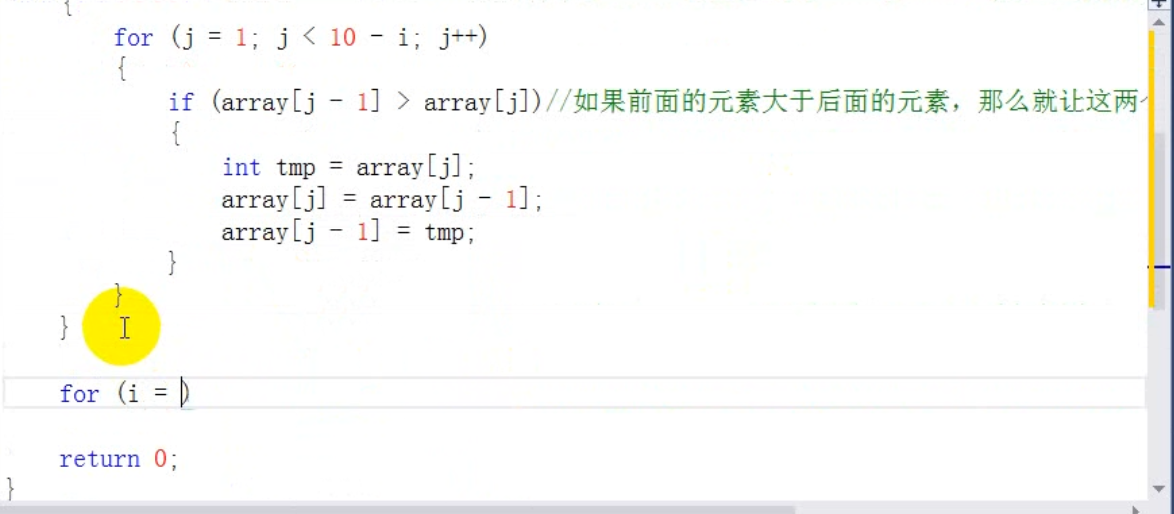 {
for (j = 1; j < 10 - i; j++)
{
if (array[j - 1] > array[j])//如果前面的元素大于后面的元素，那么就让这两
{
int tmp = array[j];
array[j] = array[j - 1];
array[j - 1] = tmp;
}
}
}
for (i = )
return 0;
}